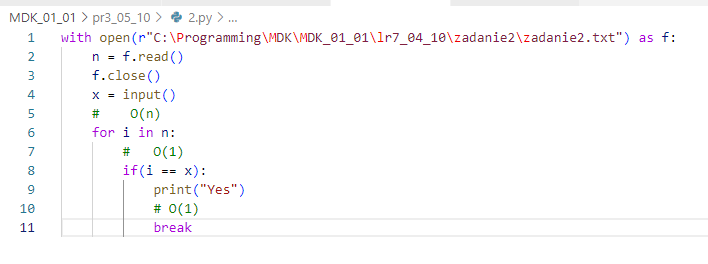 MDK_01_01 > pr3_05_10 > 2.py > ...
1 with open(r"C:\Programming\MDK\MDK_01_01\lr7_04_10\zadanie2\zadanie2.txt") as f:
2 n = f.read()
3 f.close()
4 x = input()
5 # O(n)
6 for i in n:
7 # O(1)
8 if(i == x):
9 print("Yes")
10 # O(1)
11 break